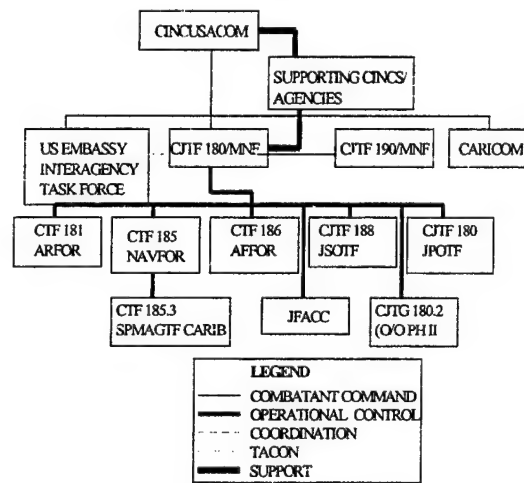 CINCUSACOM
SUPPORTING CINCS/
AGENCIES
US EMBASSY
INTERAGENCY
TASK FORCE
CJTF 180/MNF
CJTF 190/MNF
CARICOM
CTF 181
ARFOR
CTF 185
NAVFOR
CTF 186
AFFOR
CJTF 188
JSOTF
CJTF 180
JPOTF
CTF 185.3
SPMAGTF CARIB
JFACC
CJTG 180.2
(O/O PH II
LEGEND
COMBATANT COMMAND
OPERATIONAL CONTROL
COORDINATION
TACON
SUPPORT